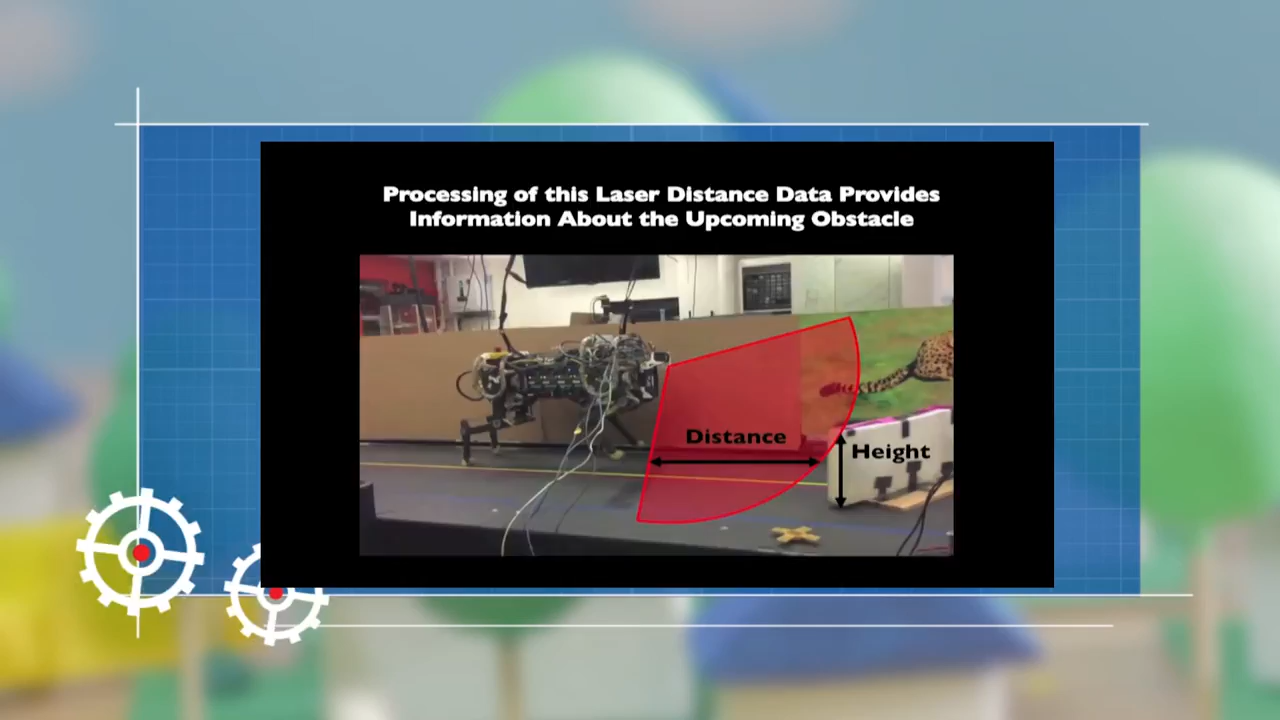 Processing of this Laser Distance Data Provides
Information About the Upcoming Obstacle
Distance
Height